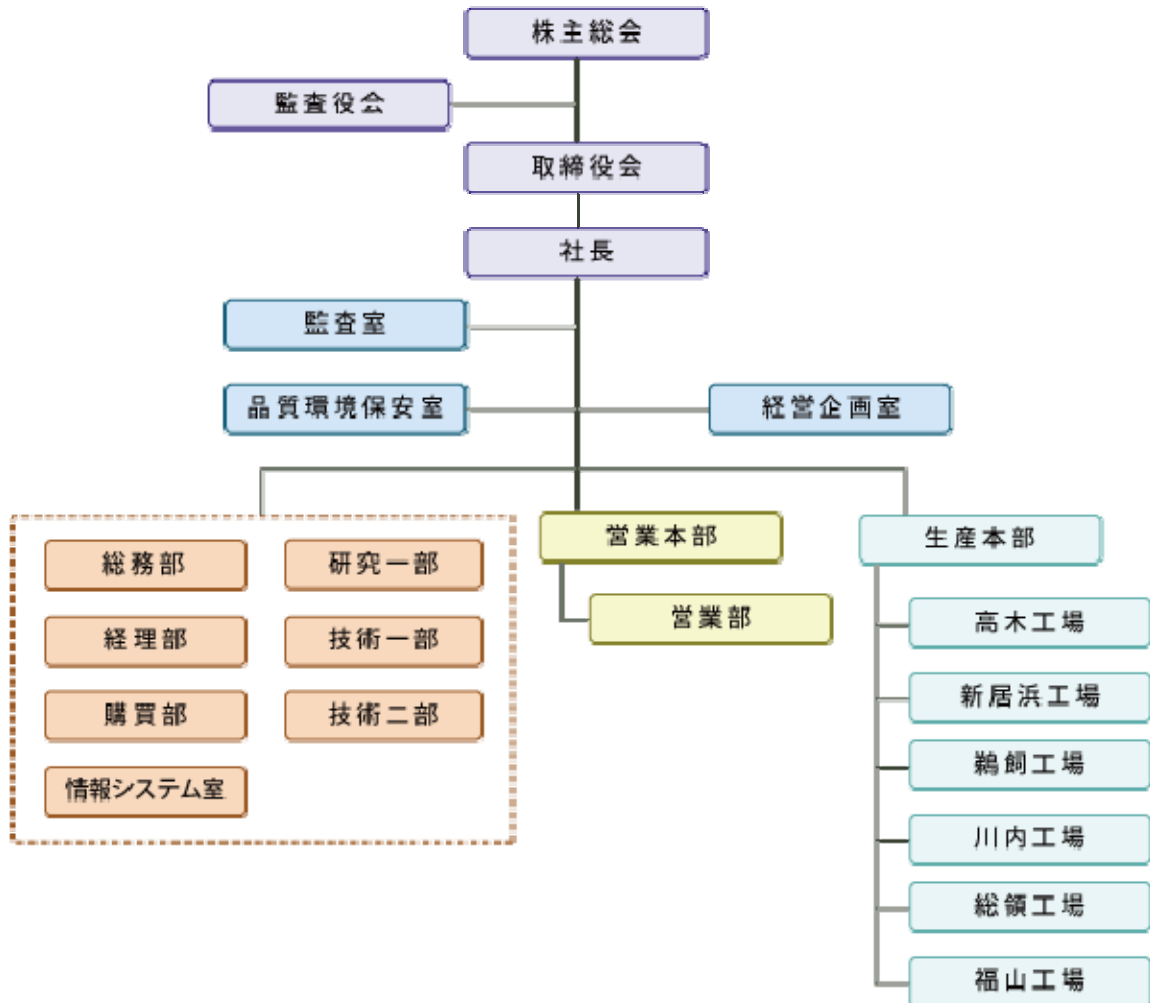 株主総会
監査役会
取締役会
社長
監査室
品質環境保安室
経営企画室
総務部
研究一部
経理部
技術一部
購買部
技術二部
情報システム室
営業本部
営業部
生産本部
高木工場
新居浜工場
鵜飼工場
川内工場
総領工場
福山工場